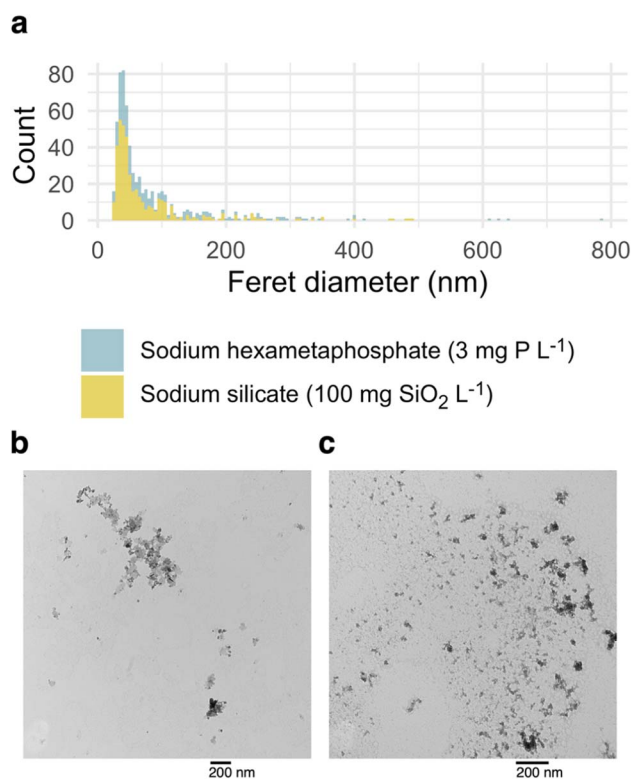 a
80
60
40
20
0
Count
0 200 400 600 800
Feret diameter (nm)
Sodium hexametaphosphate (3 mg P L⁻¹)
Sodium silicate (100 mg SiO₂ L⁻¹)
b c
200 nm 200 nm